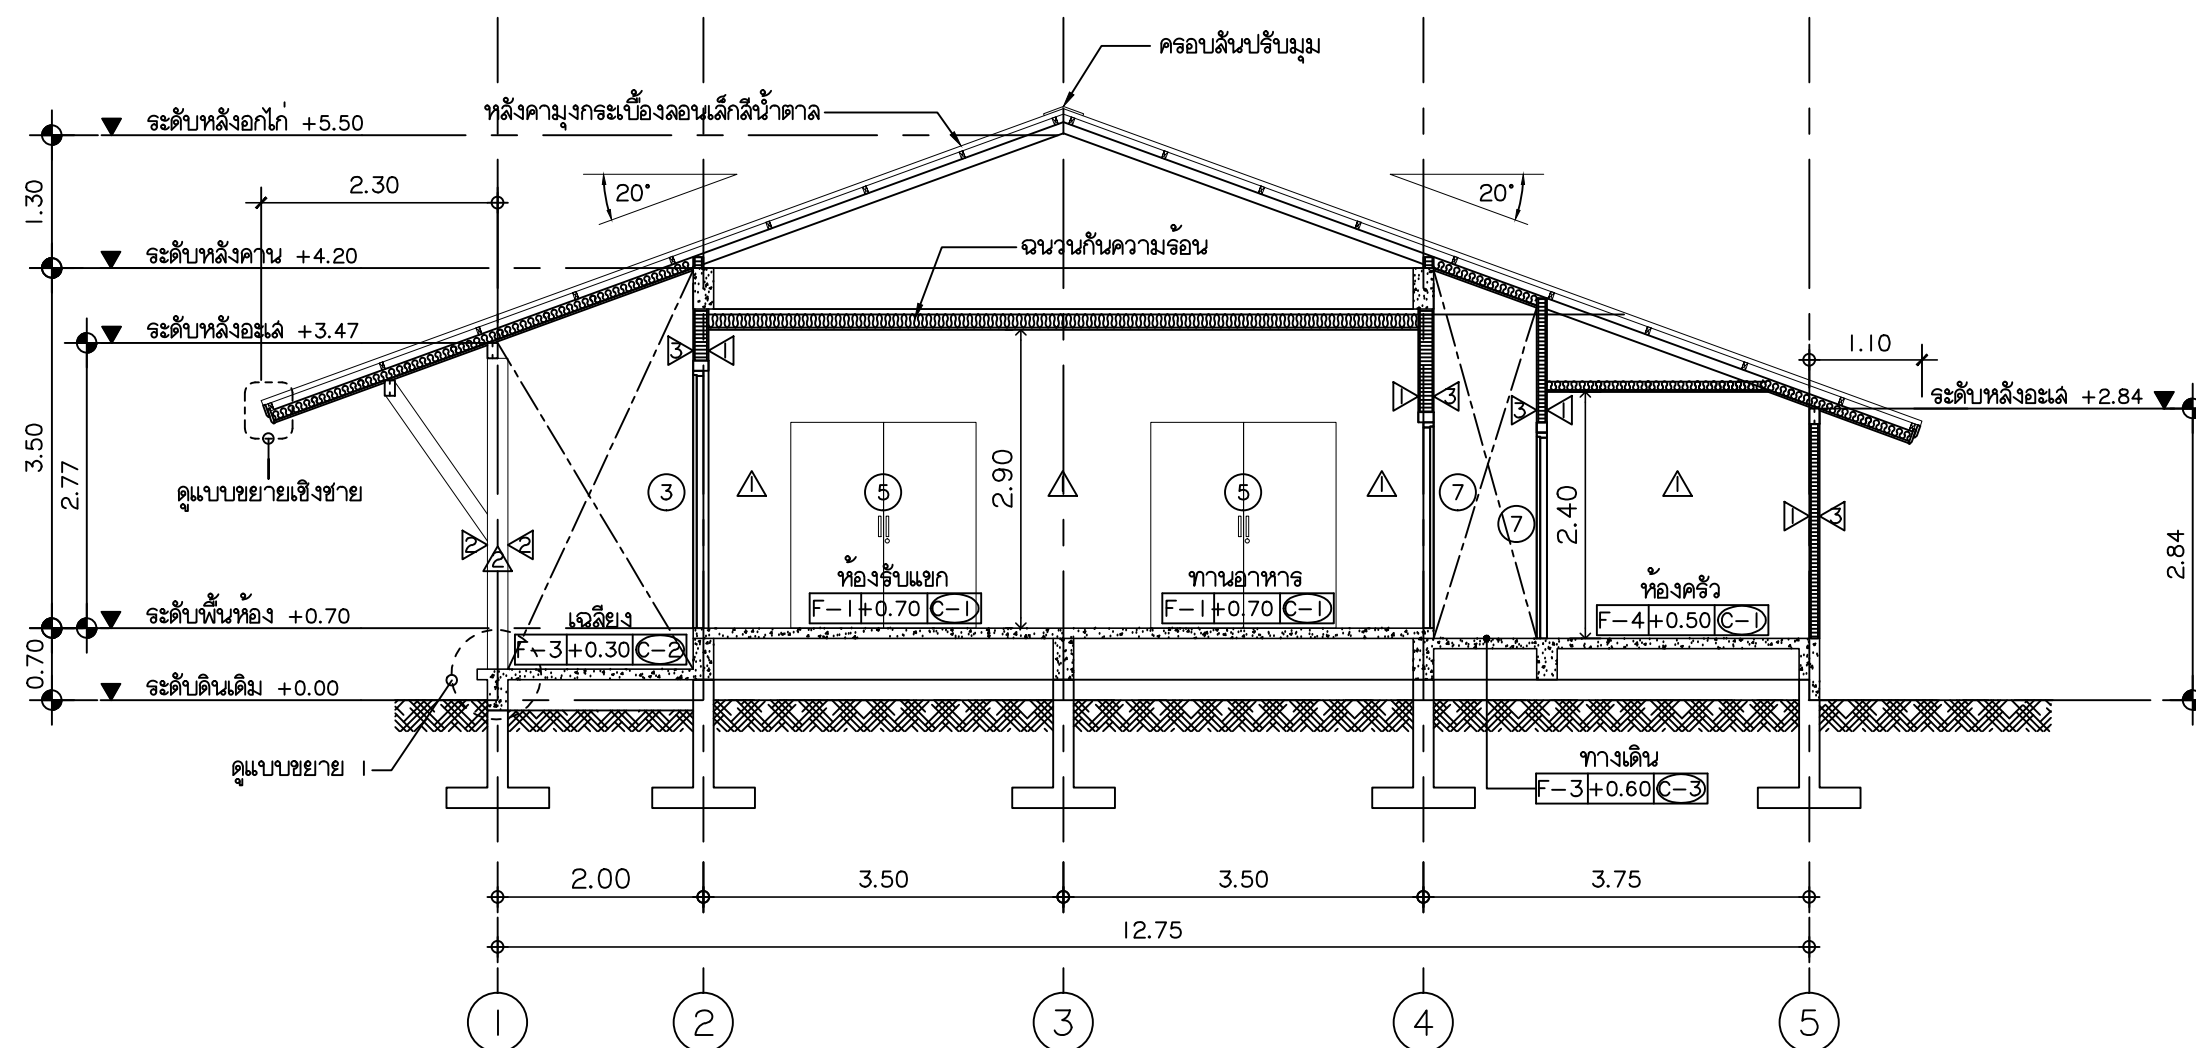 ครอบสันปรับมุม
หลังคามุงกระเบื้องลอนเล็กสีน้ำตาล
ระดับหลังอกไก่ +5.50
2.30
20°
20°
1.30
ระดับหลังคาน +4.20
ฉนวนกันความร้อน
ระดับหลังอะเส +3.47
3
1
1.10
ระดับหลังอะเส +2.84
1
3
3
1
3.50
2.77
ดูแบบขยายเชิงชาย
3
1
5
2.90
1
5
1
7
7
2.40
1
1
3
2
2
2
2.84
ห้องรับแขก
F-1 +0.70 C-1
ทานอาหาร
F-1 +0.70 C-1
ห้องครัว
F-4 +0.50 C-1
ระดับพื้นห้อง +0.70
เฉลียง
F-3 +0.30 C-2
0.70
ระดับดินเดิม +0.00
ดูแบบขยาย 1
ทางเดิน
F-3 +0.60 C-3
2.00
3.50
3.50
3.75
12.75
1
2
3
4
5